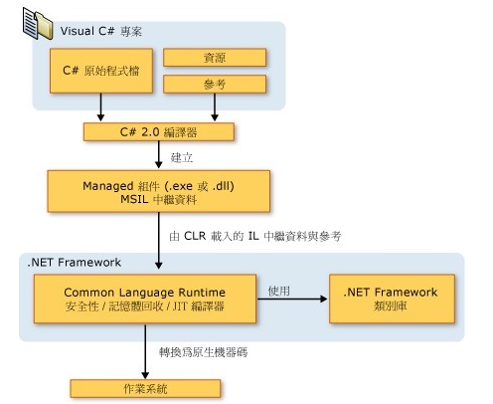 Visual C# 專案
C# 原始程式檔
資源
參考
C# 2.0 編譯器
建立
Managed 組件 (.exe 或 .dll)
MSIL 中繼資料
由 CLR 載入的 IL 中繼資料與參考
.NET Framework
Common Language Runtime
安全性 / 記憶體回收 / JIT 編譯器
使用
.NET Framework
類別庫
轉換為原生機器碼
作業系統